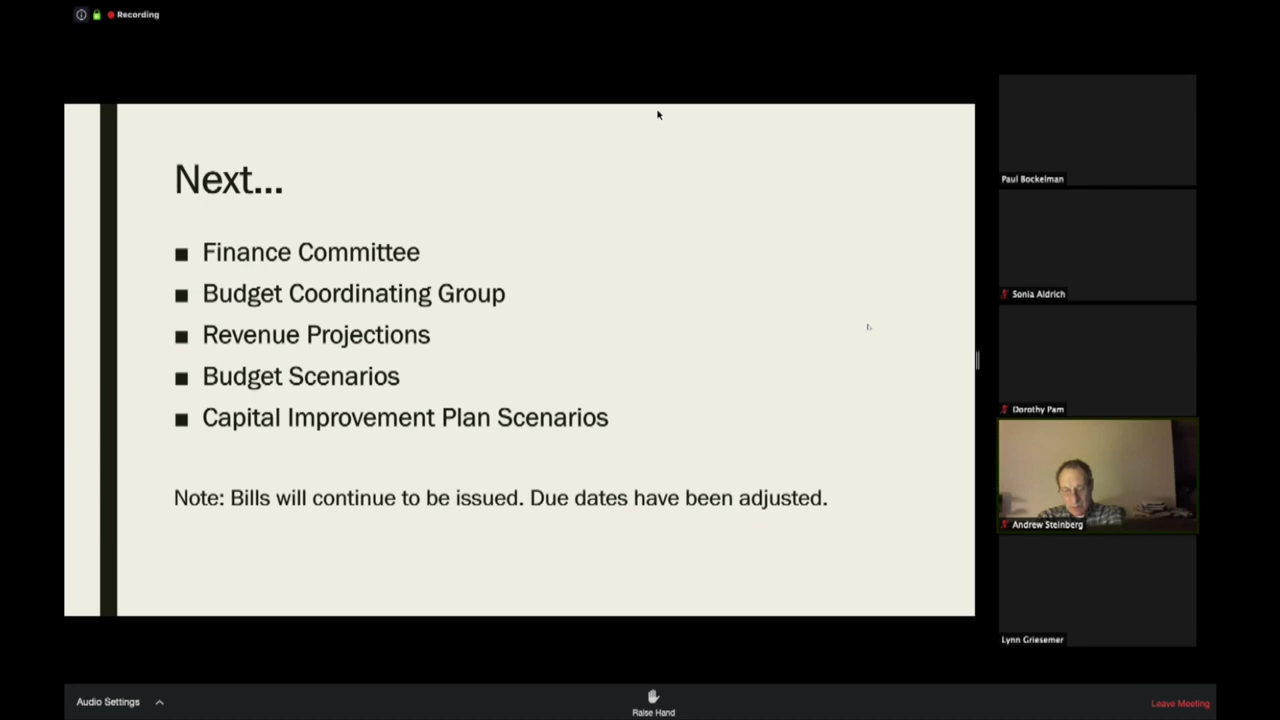 Recording
Next...
Finance Committee
Budget Coordinating Group
Revenue Projections
Budget Scenarios
Capital Improvement Plan Scenarios
Note: Bills will continue to be issued. Due dates have been adjusted.
Paul Bockelman
Sonia Aldrich
Dorothy Pam
Andrew Steinberg
Lynn Griesemer
Audio Settings
Raise Hand
Leave Meeting